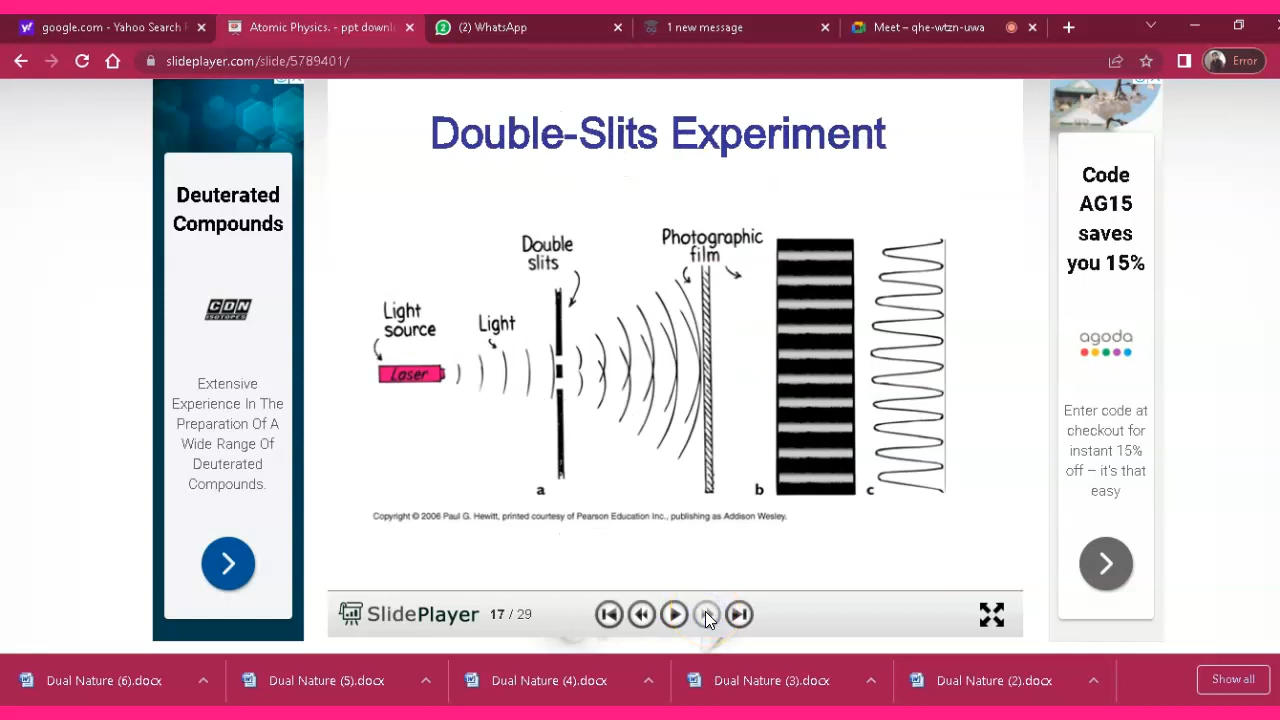 google.com - Yahoo Search R
Atomic Physics. - ppt downl
(2) WhatsApp
1 new message
Meet – qhe-wtzn-uwa
slideplayer.com/slide/5789401/
Error
Double-Slits Experiment
Deuterated
Compounds
CDN
ISOTOPES
Extensive
Experience In The
Preparation Of A
Wide Range Of
Deuterated
Compounds.
Double
slits
Photographic
film
Light
source
Light
Laser
a
b
c
Copyright © 2006 Paul G. Hewitt, printed courtesy of Pearson Education Inc., publishing as Addison Wesley.
Code
AG15
saves
you 15%
agoda
Enter code at
checkout for
instant 15%
off – it's that
easy
SlidePlayer
17 / 29
Dual Nature (6).docx
Dual Nature (5).docx
Dual Nature (4).docx
Dual Nature (3).docx
Dual Nature (2).docx
Show all